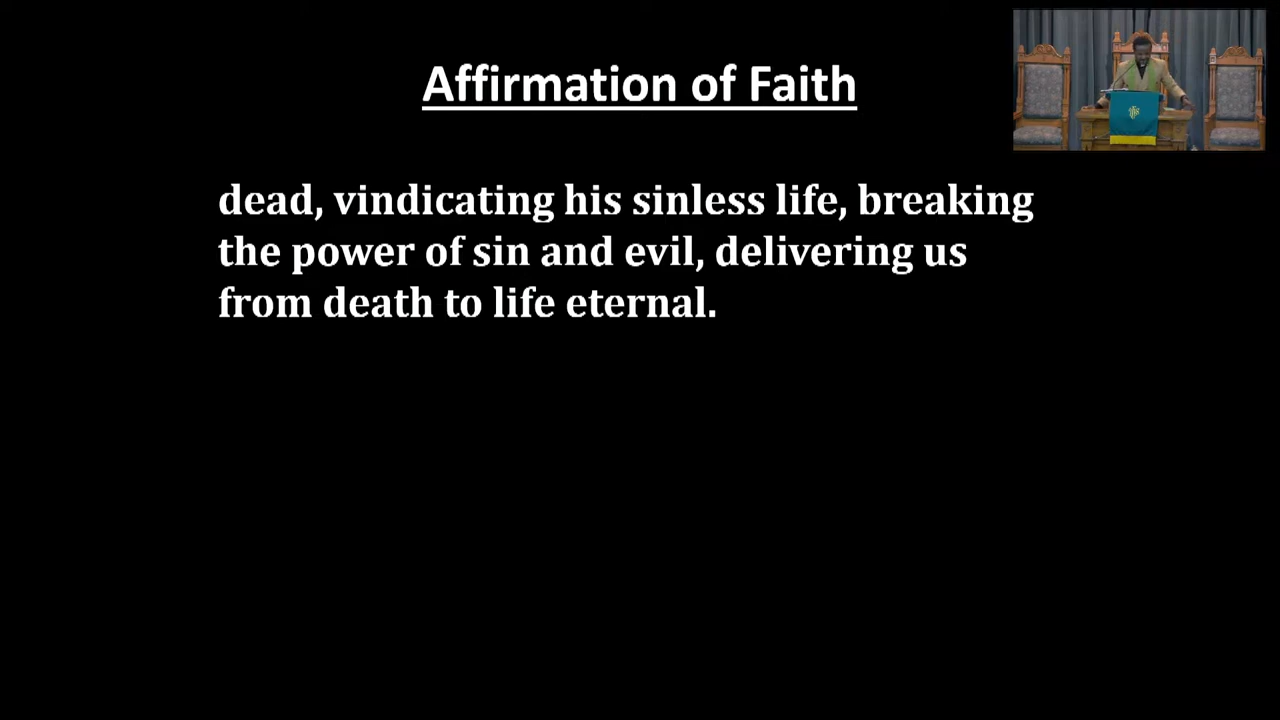 Affirmation of Faith
dead, vindicating his sinless life, breaking
the power of sin and evil, delivering us
from death to life eternal.